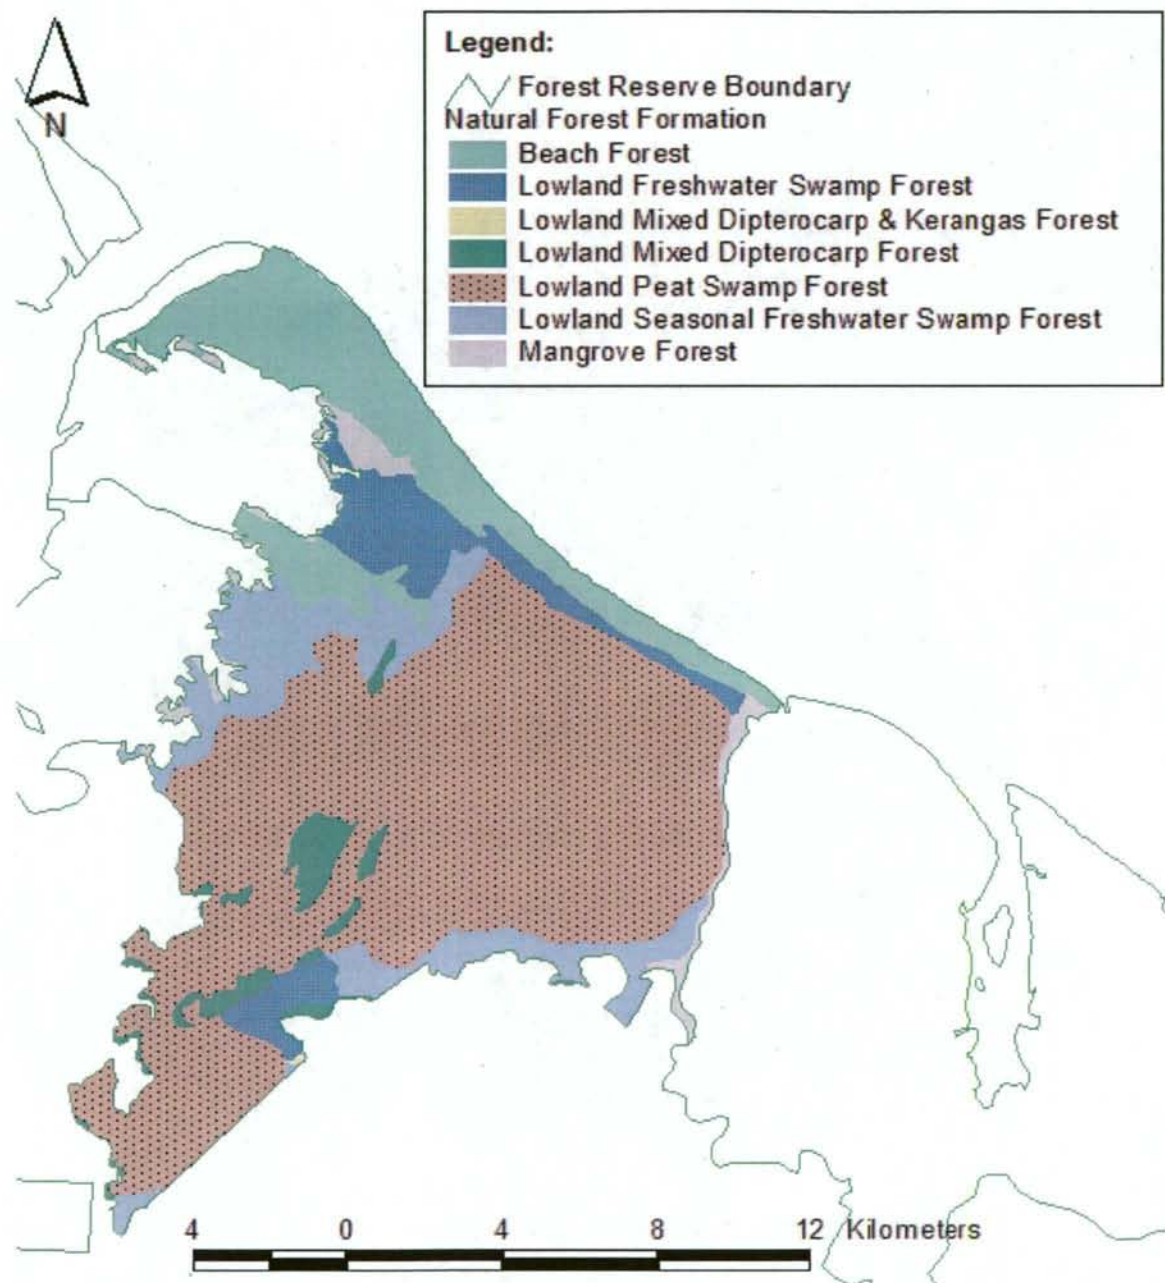 N
Legend:
Forest Reserve Boundary
Natural Forest Formation
Beach Forest
Lowland Freshwater Swamp Forest
Lowland Mixed Dipterocarp & Kerangas Forest
Lowland Mixed Dipterocarp Forest
Lowland Peat Swamp Forest
Lowland Seasonal Freshwater Swamp Forest
Mangrove Forest
4 0 4 8 12 Kilometers